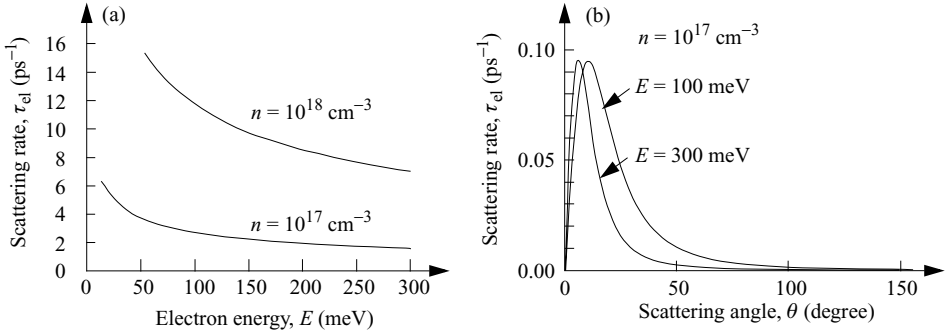 (a)
Scattering rate, τel (ps−1)
16
14
12
10
8
6
4
2
0
n = 10^18 cm−3
n = 10^17 cm−3
0 50 100 150 200 250 300
Electron energy, E (meV)
(b)
Scattering rate, τel (ps−1)
0.10
0.05
0.00
n = 10^17 cm−3
E = 100 meV
E = 300 meV
0 50 100 150
Scattering angle, θ (degree)